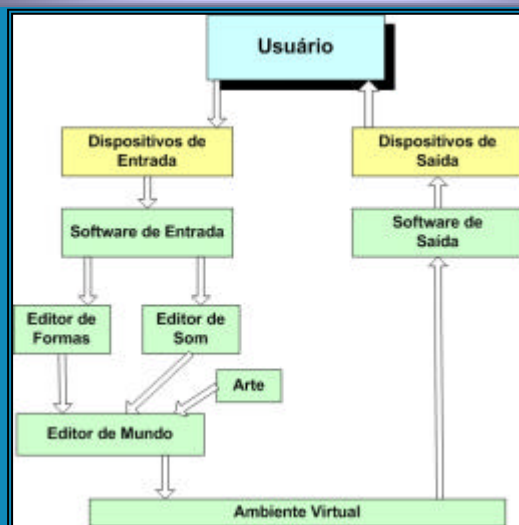 Usuário
Dispositivos de
Entrada
Dispositivos de
Saída
Software de Entrada
Software de
Saída
Editor de
Formas
Editor de
Som
Arte
Editor de Mundo
Ambiente Virtual